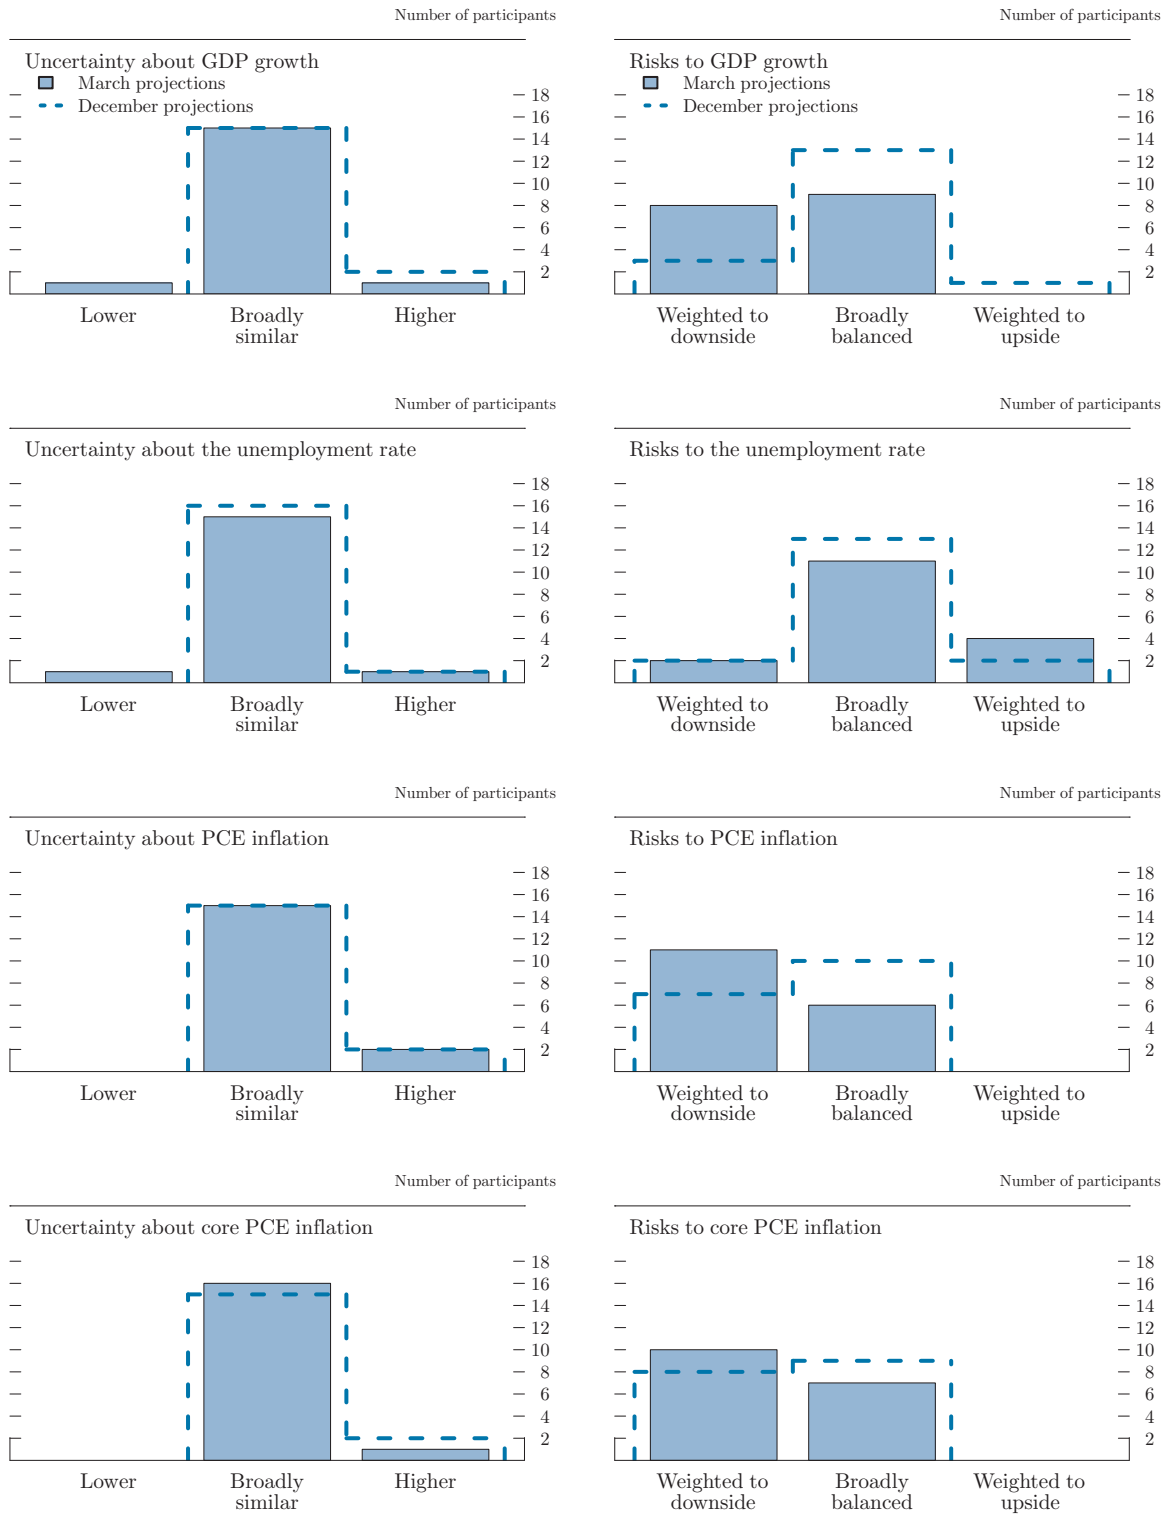 Number of participants
Uncertainty about GDP growth
March projections
December projections
18
16
14
12
10
8
6
4
2
Lower
Broadly similar
Higher
Number of participants
Risks to GDP growth
March projections
December projections
18
16
14
12
10
8
6
4
2
Weighted to downside
Broadly balanced
Weighted to upside
Number of participants
Uncertainty about the unemployment rate
18
16
14
12
10
8
6
4
2
Lower
Broadly similar
Higher
Number of participants
Risks to the unemployment rate
18
16
14
12
10
8
6
4
2
Weighted to downside
Broadly balanced
Weighted to upside
Number of participants
Uncertainty about PCE inflation
18
16
14
12
10
8
6
4
2
Lower
Broadly similar
Higher
Number of participants
Risks to PCE inflation
18
16
14
12
10
8
6
4
2
Weighted to downside
Broadly balanced
Weighted to upside
Number of participants
Uncertainty about core PCE inflation
18
16
14
12
10
8
6
4
2
Lower
Broadly similar
Higher
Number of participants
Risks to core PCE inflation
18
16
14
12
10
8
6
4
2
Weighted to downside
Broadly balanced
Weighted to upside